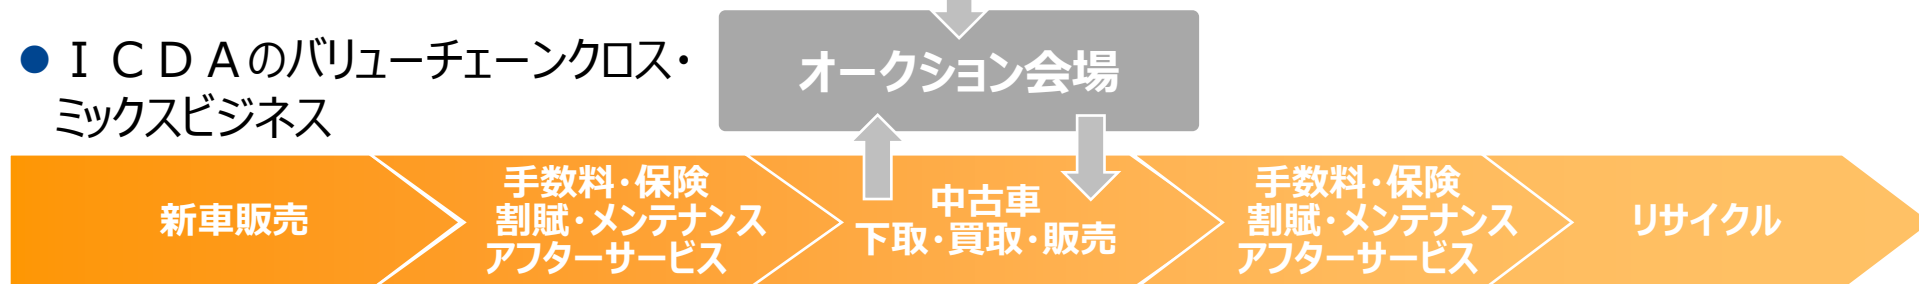 ●ＩＣＤＡのバリューチェーンクロス・
ミックスビジネス
オークション会場
新車販売
手数料・保険
割賦・メンテナンス
アフターサービス
中古車
下取・買取・販売
手数料・保険
割賦・メンテナンス
アフターサービス
リサイクル